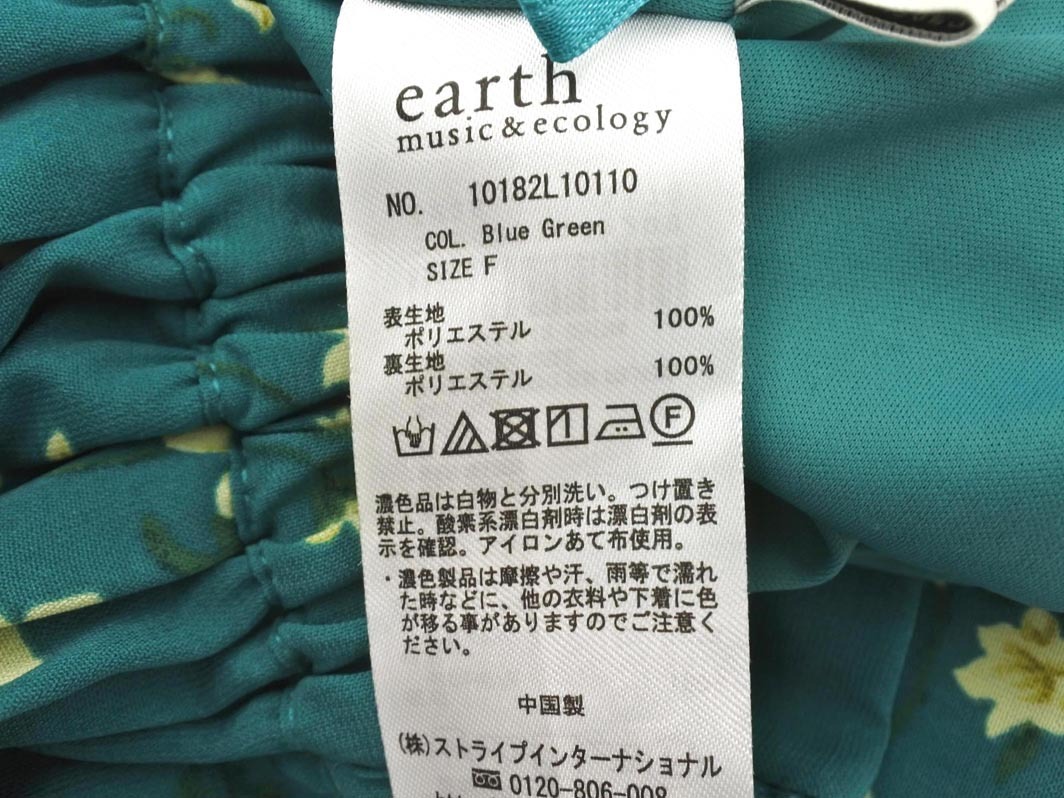 earth
music & ecology
NO. 10182L10110
COL. Blue Green
SIZE F
表生地
ポリエステル 100%
裏生地
ポリエステル 100%
F
濃色品は白物と分別洗い。つけ置き
禁止。酸素系漂白剤時は漂白剤の表
示を確認。アイロンあて布使用。
・濃色製品は摩擦や汗、雨等で濡れ
た時などに、他の衣料や下着に色
が移る事がありますのでご注意く
ださい。
中国製
(株)ストライプインターナショナル
0120-806-008